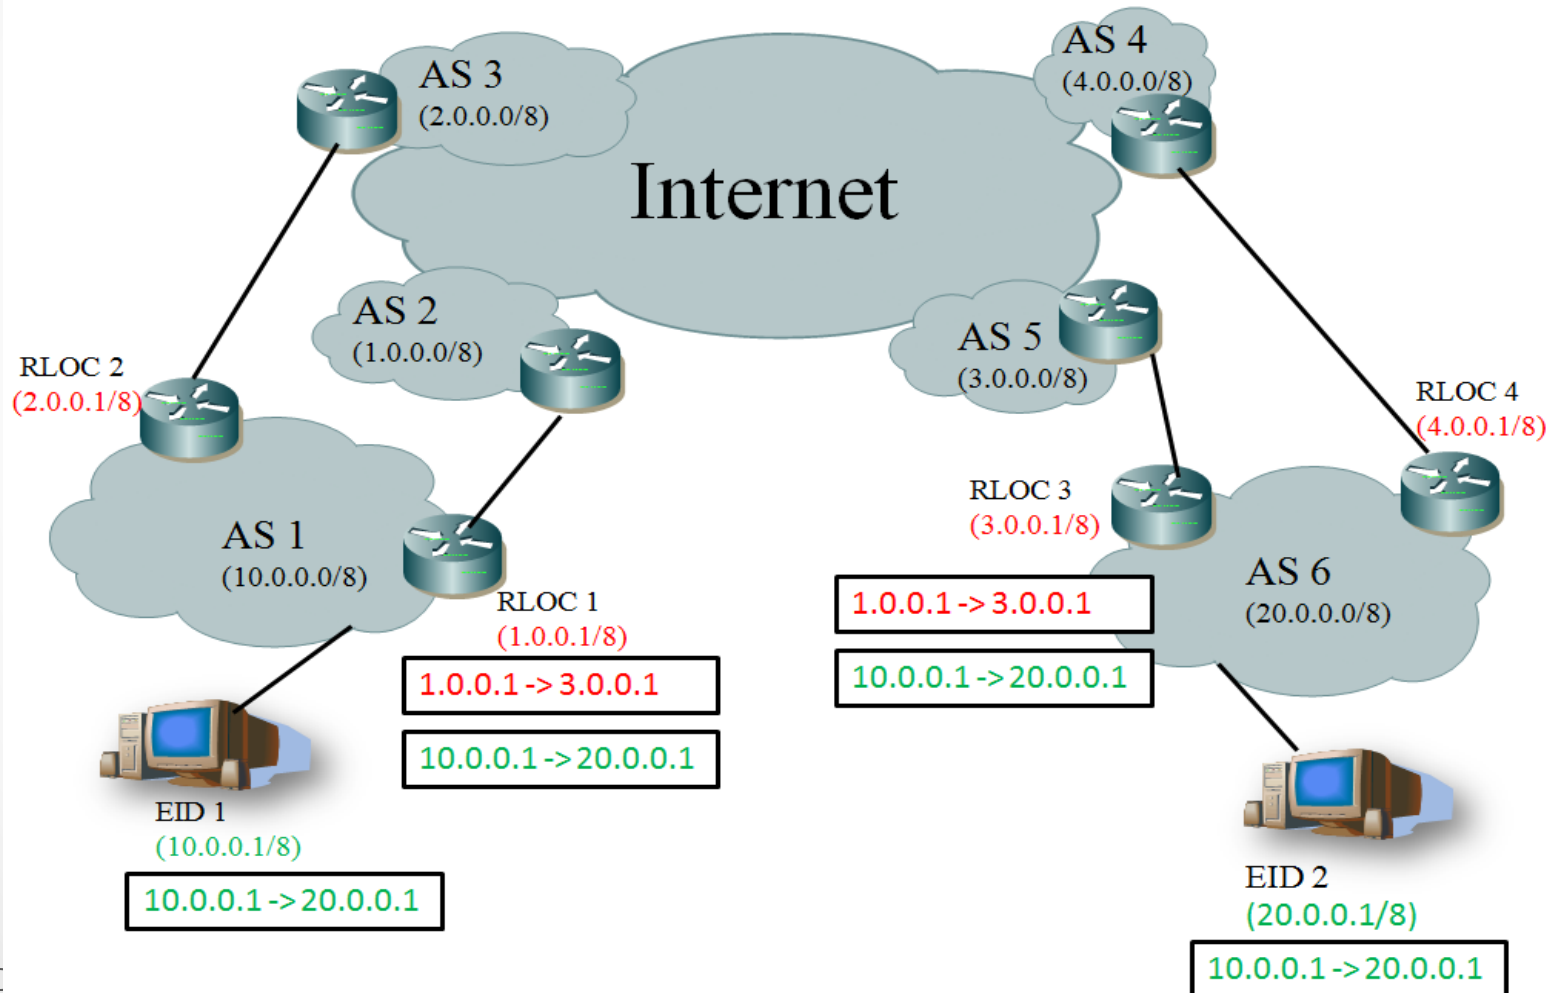 AS 3
(2.0.0.0/8)
Internet
AS 4
(4.0.0.0/8)
AS 2
(1.0.0.0/8)
AS 5
(3.0.0.0/8)
RLOC 2
(2.0.0.1/8)
RLOC 4
(4.0.0.1/8)
RLOC 3
(3.0.0.1/8)
AS 1
(10.0.0.0/8)
RLOC 1
(1.0.0.1/8)
1.0.0.1 -> 3.0.0.1
10.0.0.1 -> 20.0.0.1
AS 6
(20.0.0.0/8)
1.0.0.1 -> 3.0.0.1
10.0.0.1 -> 20.0.0.1
EID 1
(10.0.0.1/8)
10.0.0.1 -> 20.0.0.1
EID 2
(20.0.0.1/8)
10.0.0.1 -> 20.0.0.1